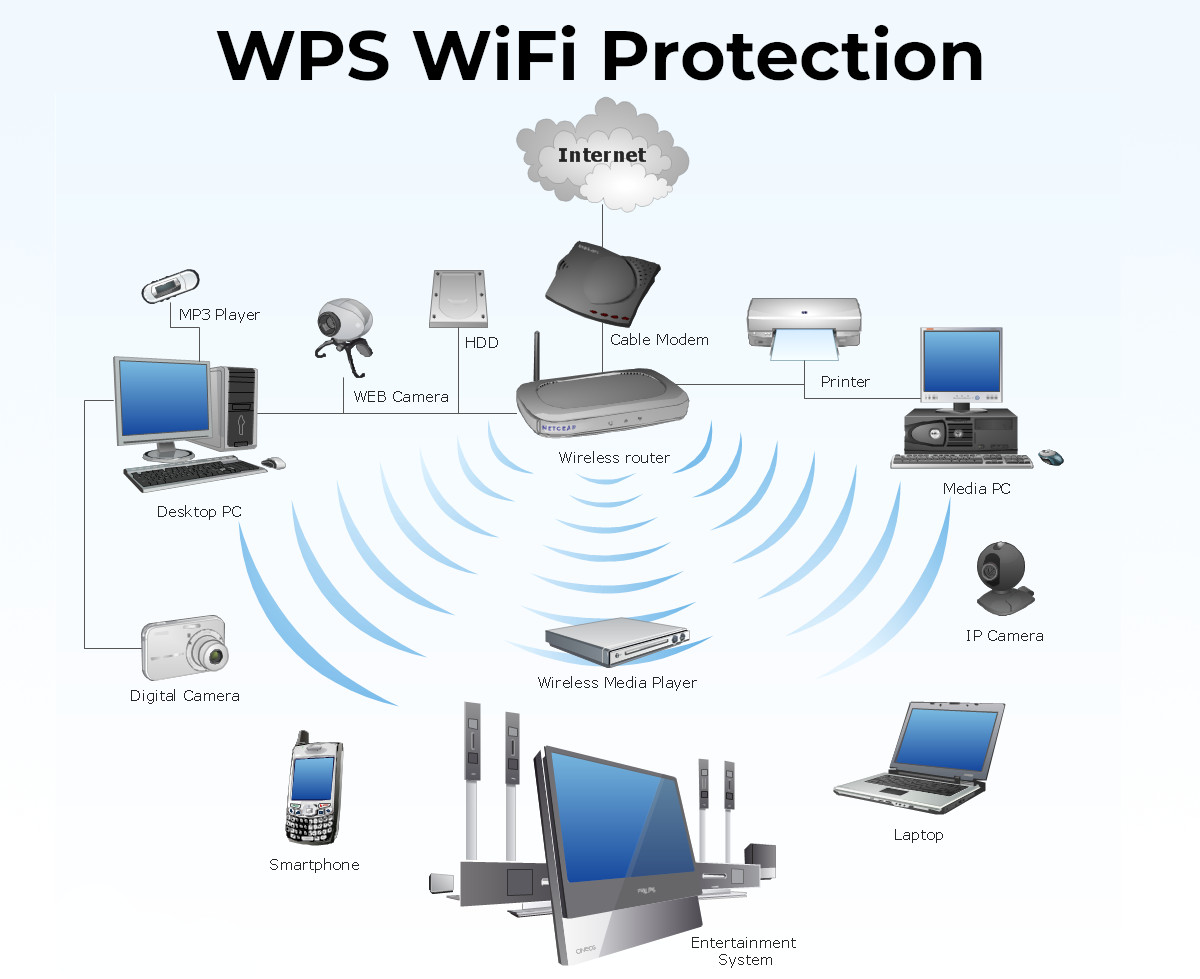 WPS WiFi Protection
Internet
MP3 Player
HDD
Cable Modem
WEB Camera
Printer
NETGEAR
Wireless router
Media PC
Desktop PC
IP Camera
Digital Camera
Wireless Media Player
Laptop
Smartphone
Entertainment
System